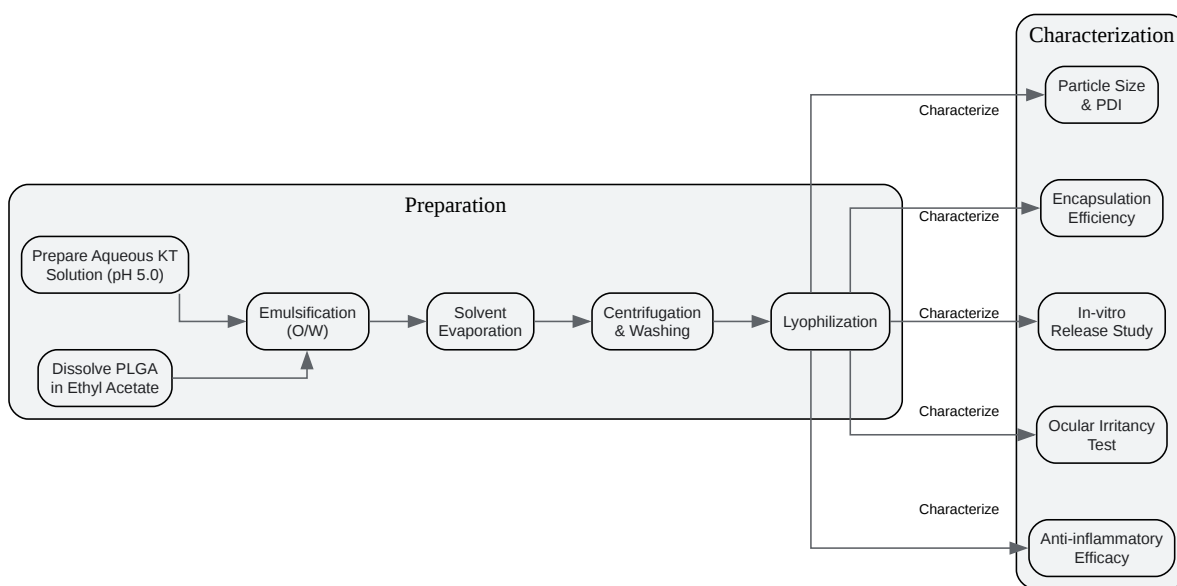 Characterization
Particle Size
& PDI
Characterize
Preparation
Encapsulation
Efficiency
Characterize
Prepare Aqueous KT
Solution (pH 5.0)
Emulsification
(O/W)
Solvent
Evaporation
Centrifugation
& Washing
Lyophilization
Characterize
In-vitro
Release Study
Dissolve PLGA
in Ethyl Acetate
Characterize
Ocular Irritancy
Test
Characterize
Anti-inflammatory
Efficacy